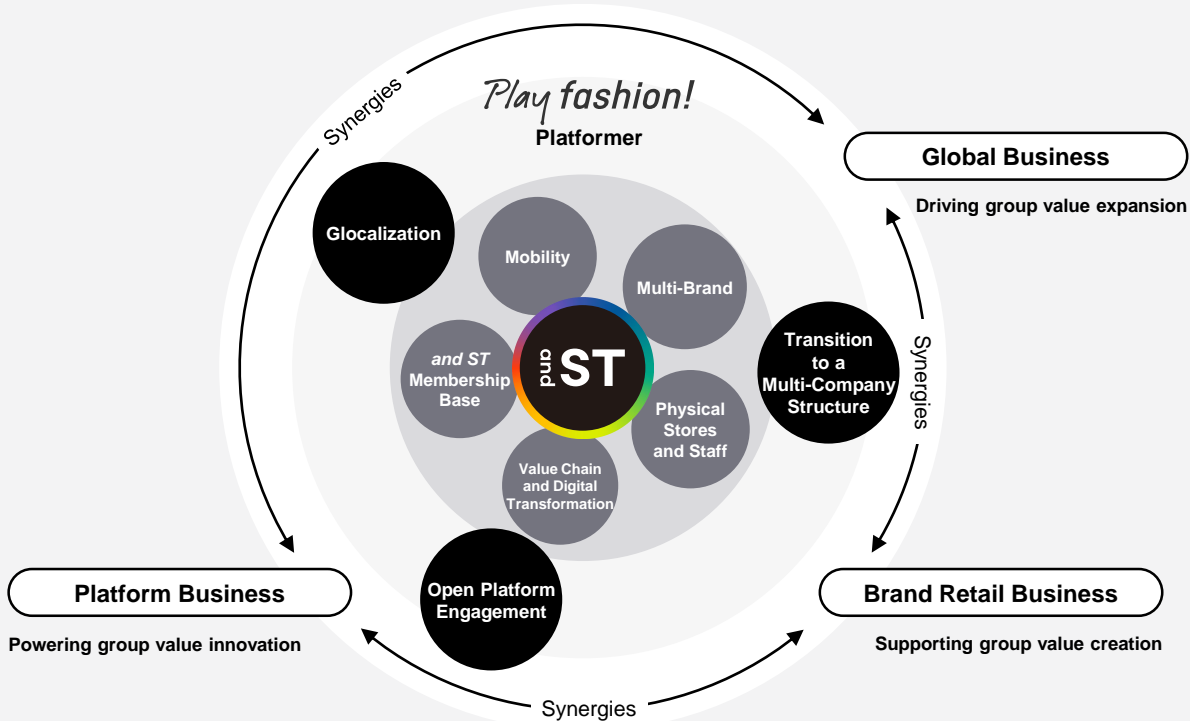 Play fashion!
Platformer
Synergies
Global Business
Driving group value expansion
Glocalization
Mobility
Multi-Brand
and ST
Membership
Base
and ST
Transition
to a
Multi-Company
Structure
Synergies
Physical
Stores
and Staff
Value Chain
and Digital
Transformation
Open Platform
Engagement
Platform Business
Powering group value innovation
Brand Retail Business
Supporting group value creation
Synergies